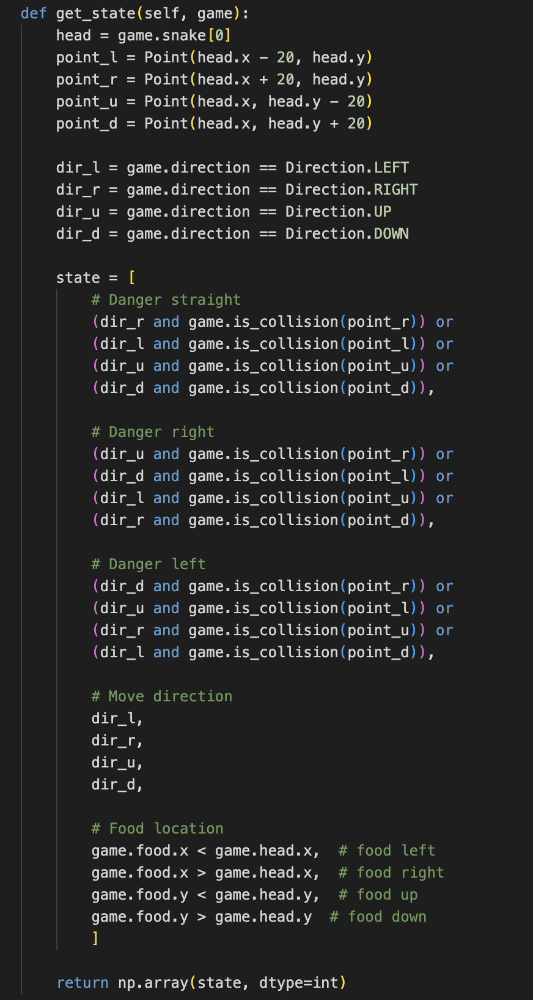 def get_state(self, game):
    head = game.snake[0]
    point_l = Point(head.x - 20, head.y)
    point_r = Point(head.x + 20, head.y)
    point_u = Point(head.x, head.y - 20)
    point_d = Point(head.x, head.y + 20)

    dir_l = game.direction == Direction.LEFT
    dir_r = game.direction == Direction.RIGHT
    dir_u = game.direction == Direction.UP
    dir_d = game.direction == Direction.DOWN

    state = [
        # Danger straight
        (dir_r and game.is_collision(point_r)) or
        (dir_l and game.is_collision(point_l)) or
        (dir_u and game.is_collision(point_u)) or
        (dir_d and game.is_collision(point_d)),

        # Danger right
        (dir_u and game.is_collision(point_r)) or
        (dir_d and game.is_collision(point_l)) or
        (dir_l and game.is_collision(point_u)) or
        (dir_r and game.is_collision(point_d)),

        # Danger left
        (dir_d and game.is_collision(point_r)) or
        (dir_u and game.is_collision(point_l)) or
        (dir_r and game.is_collision(point_u)) or
        (dir_l and game.is_collision(point_d)),

        # Move direction
        dir_l,
        dir_r,
        dir_u,
        dir_d,

        # Food location
        game.food.x < game.head.x,  # food left
        game.food.x > game.head.x,  # food right
        game.food.y < game.head.y,  # food up
        game.food.y > game.head.y  # food down
        ]

    return np.array(state, dtype=int)